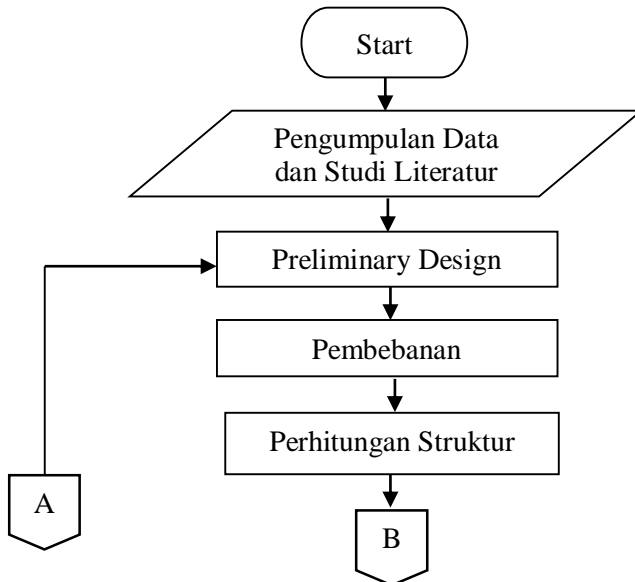 Start
Pengumpulan Data
dan Studi Literatur
Preliminary Design
Pembebanan
Perhitungan Struktur
A
B